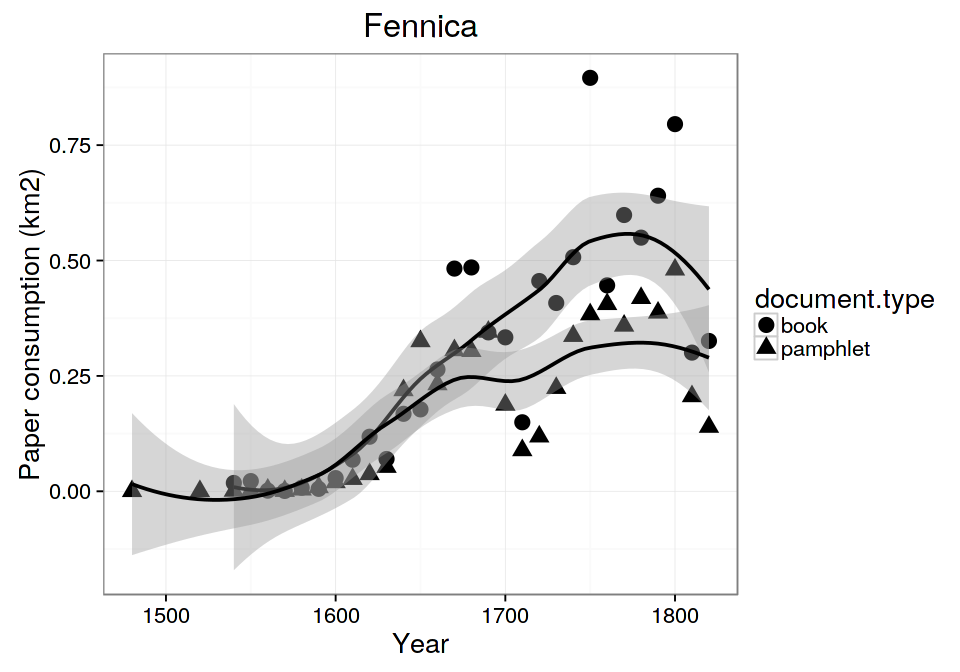 Fennica
Paper consumption (km2)
0.75
0.50
0.25
0.00
1500
1600
1700
1800
Year
document.type
book
pamphlet